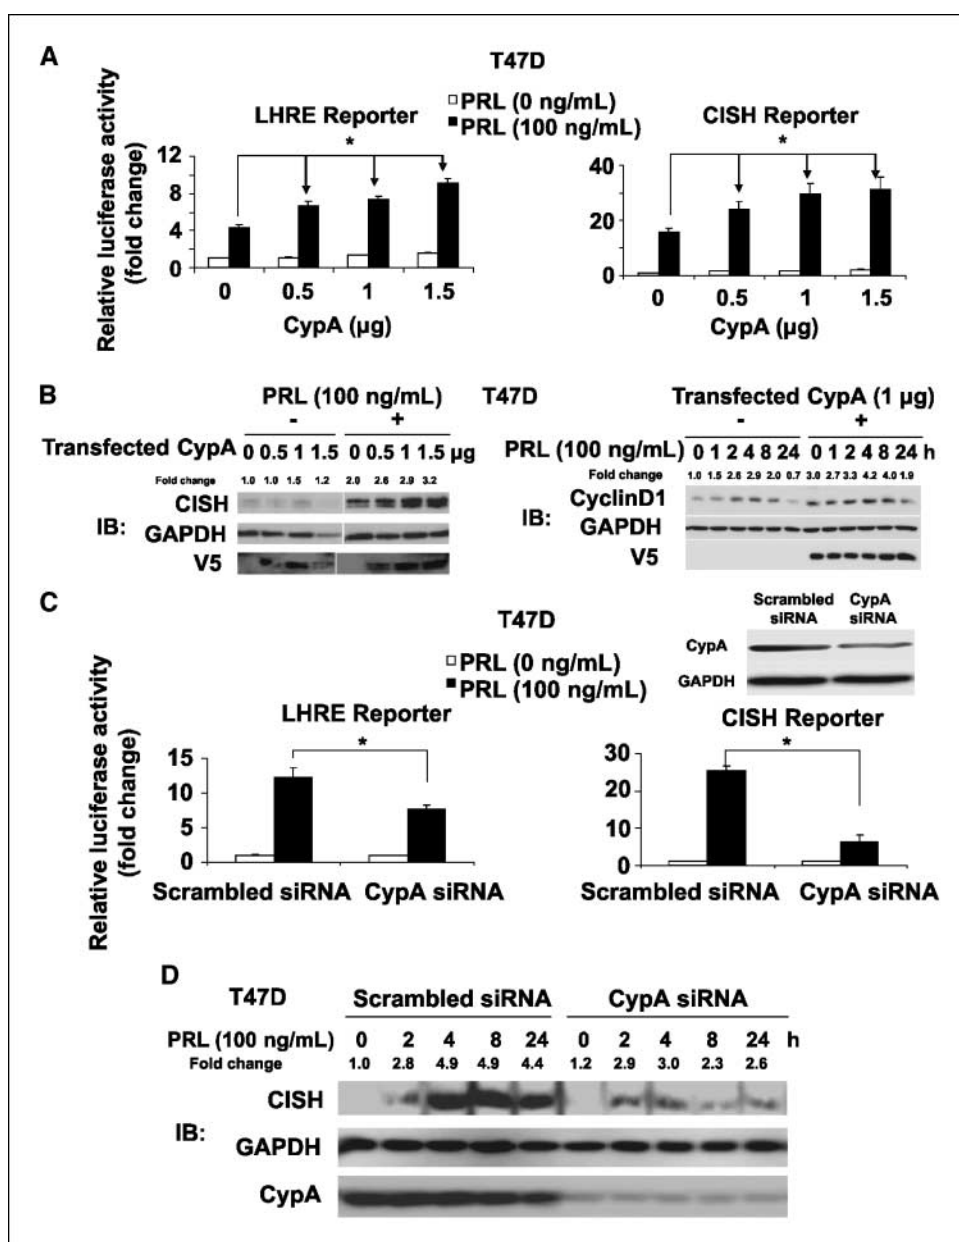 A
T47D
PRL (0 ng/mL)
PRL (100 ng/mL)
LHRE Reporter
CISH Reporter
*
*
Relative luciferase activity
(fold change)
12
8
4
0
40
20
0
0 0.5 1 1.5
0 0.5 1 1.5
CypA (µg)
CypA (µg)
B
PRL (100 ng/mL)
T47D
Transfected CypA (1 µg)
- +
- +
Transfected CypA 0 0.5 1 1.5 0 0.5 1 1.5 µg
PRL (100 ng/mL) 0 1 2 4 8 24 0 1 2 4 8 24 h
Fold change 1.0 1.0 1.5 1.2 2.0 2.6 2.9 3.2
Fold change 1.0 1.5 2.6 2.9 2.0 0.7 3.0 2.7 3.3 4.2 4.0 1.9
CISH
CyclinD1
IB: GAPDH
IB: GAPDH
V5
V5
C
T47D
PRL (0 ng/mL)
PRL (100 ng/mL)
Scrambled siRNA
CypA siRNA
CypA
GAPDH
LHRE Reporter
CISH Reporter
*
*
Relative luciferase activity
(fold change)
15
10
5
0
30
20
10
0
Scrambled siRNA CypA siRNA
Scrambled siRNA CypA siRNA
D
T47D Scrambled siRNA CypA siRNA
PRL (100 ng/mL) 0 2 4 8 24 0 2 4 8 24 h
Fold change 1.0 2.8 4.9 4.9 4.4 1.2 2.9 3.0 2.3 2.6
CISH
IB: GAPDH
CypA